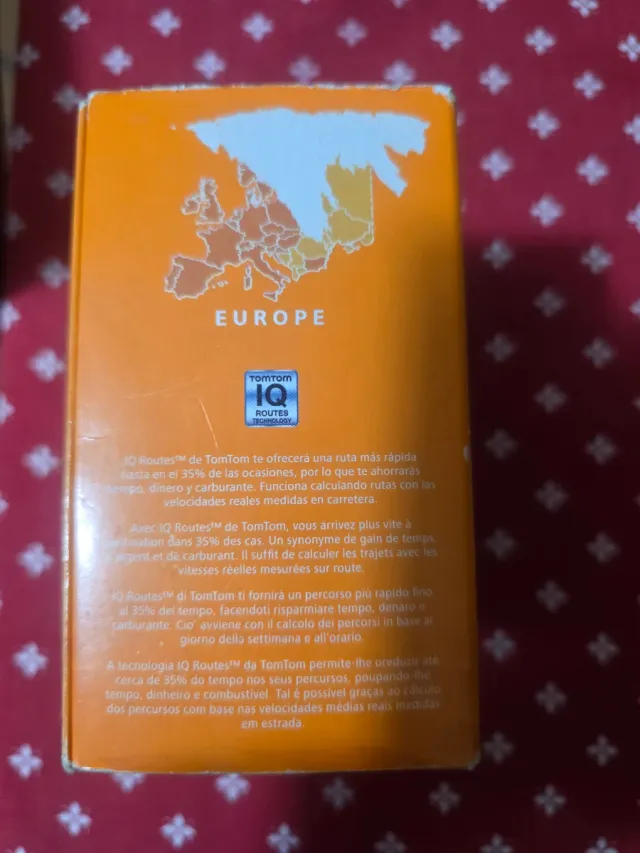 EUROPE
TOMTOM
IQ
ROUTES
TECHNOLOGY
IQ Routes™ de TomTom te ofrecerá una ruta más rápida
hasta en el 35% de las ocasiones, por lo que te ahorrarás
tiempo, dinero y carburante. Funciona calculando rutas con las
velocidades reales medidas en carretera.
Avec IQ Routes™ de TomTom, vous arrivez plus vite à
destination dans 35% des cas. Un synonyme de gain de temps,
d'argent et de carburant. Il suffit de calculer les trajets avec les
vitesses réelles mesurées sur route.
IQ Routes™ di TomTom ti fornirà un percorso più rapido fino
al 35% del tempo, facendoti risparmiare tempo, denaro e
carburante. Cio' avviene con il calcolo dei percorsi in base al
giorno della settimana e all'orario.
A tecnologia IQ Routes™ da TomTom permite-lhe oreduzir até
cerca de 35% do tempo nos seus percursos, poupando-lhe
tempo, dinheiro e combustível. Tal é possível graças ao cálculo
dos percursos com base nas velocidades médias reais medidas
em estrada.